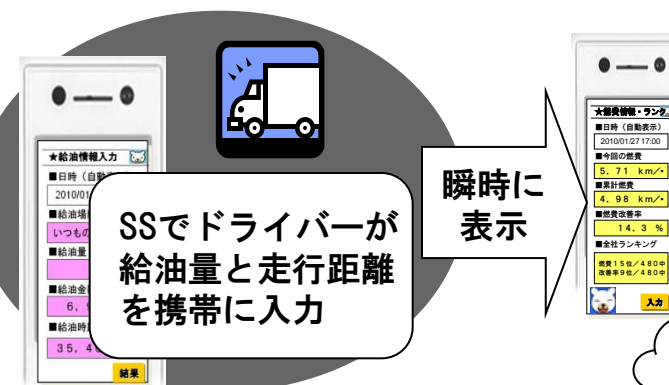 ★給油情報入力
■日時（自動
2010/01
■給油場
いつもの
■給油量
■給油金
6，
■給油時
35，4
結果
SSでドライバーが
給油量と走行距離
を携帯に入力
瞬時に
表示
★燃費情報・ランク
■日時（自動表示）
2010/01/27 17:00
■今回の燃費
5．71 km/・
■累計燃費
4．98 km/・
■燃費改善率
14．3 ％
■全社ランキング
燃費15位／480中
改善率9位／480中
入力